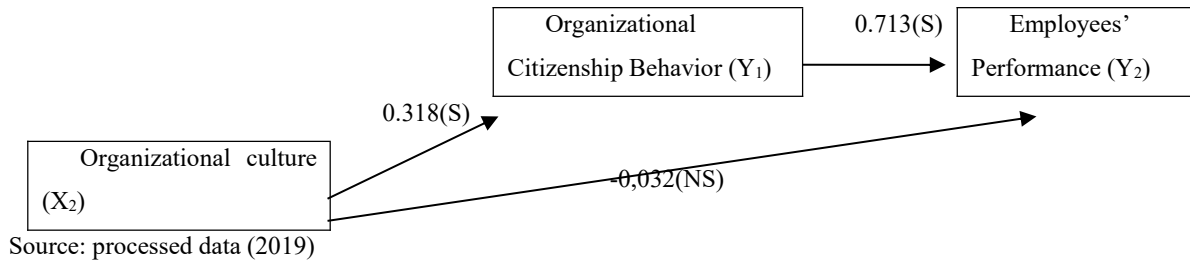 Organizational
Citizenship Behavior (Y₁)
0.713(S)
Employees’
Performance (Y₂)
0.318(S)
Organizational culture
(X₂)
-0,032(NS)
Source: processed data (2019)